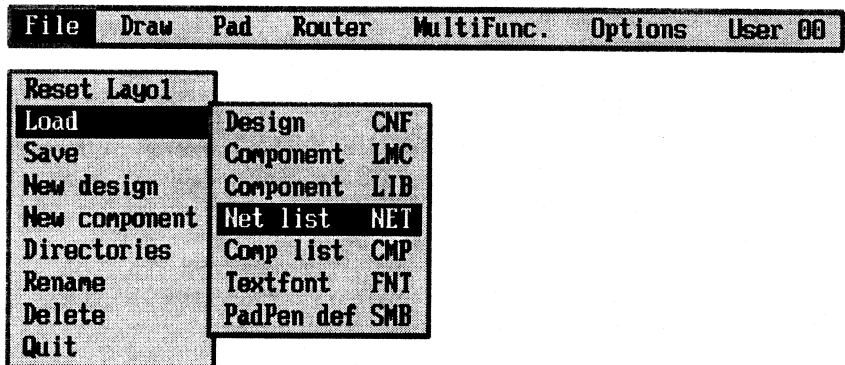 File Draw Pad Router MultiFunc. Options User 00
Reset Layo1
Load
Save
New design
New component
Directories
Rename
Delete
Quit
Design CNF
Component LMC
Component LIB
Net list NET
Comp list CMP
Textfont FNT
PadPen def SMB